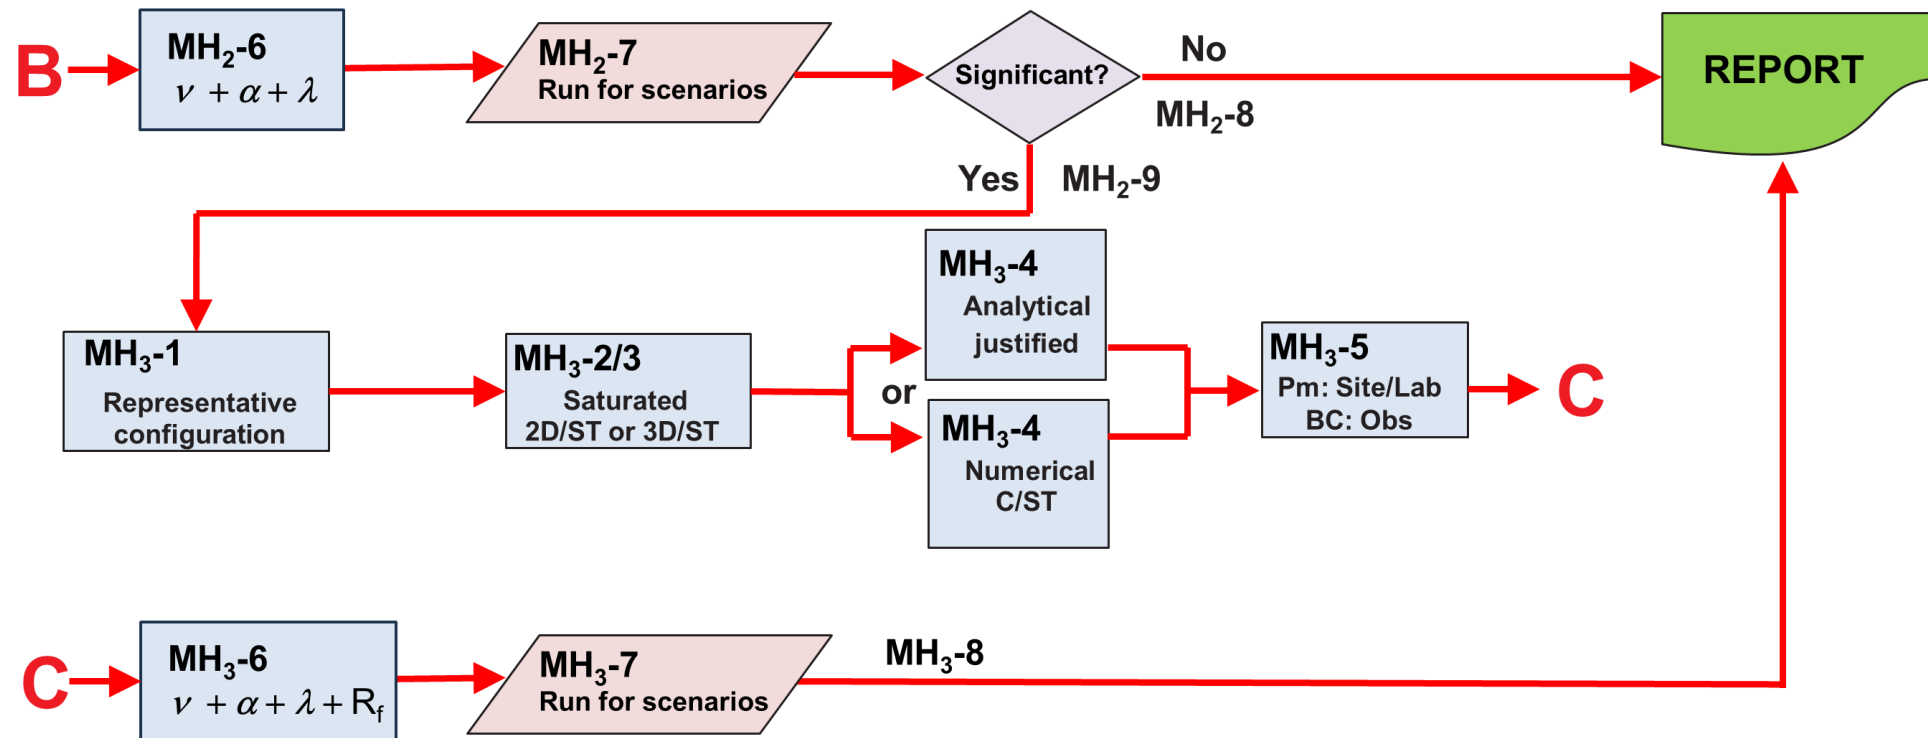 B
MH₂-6
ν + α + λ
MH₂-7
Run for scenarios
Significant?
No
MH₂-8
REPORT
Yes
MH₂-9
MH₃-1
Representative
configuration
MH₃-2/3
Saturated
2D/ST or 3D/ST
or
MH₃-4
Analytical
justified
MH₃-4
Numerical
C/ST
MH₃-5
Pm: Site/Lab
BC: Obs
C
C
MH₃-6
ν + α + λ + R_f
MH₃-7
Run for scenarios
MH₃-8